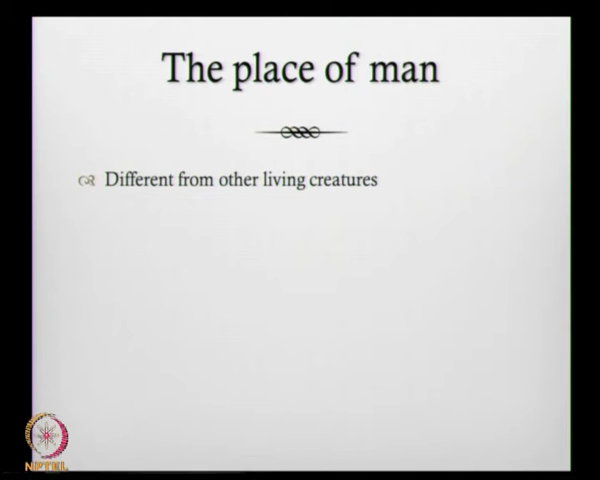 The place of man
Different from other living creatures
NPTEL